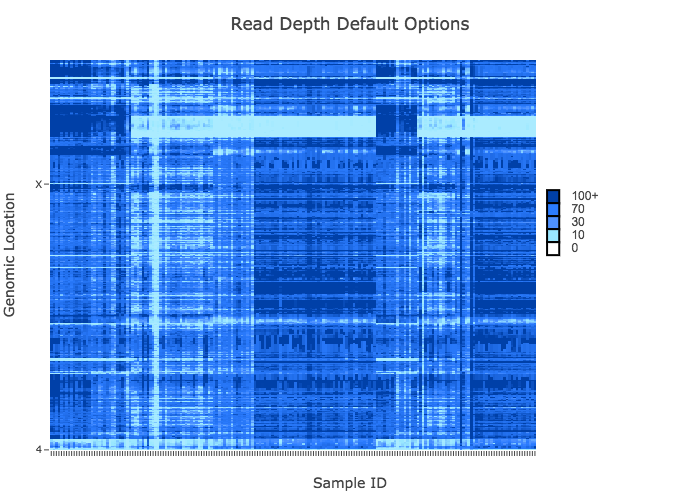 Read Depth Default Options
Genomic Location
X
4
Sample ID
100+
70
30
10
0